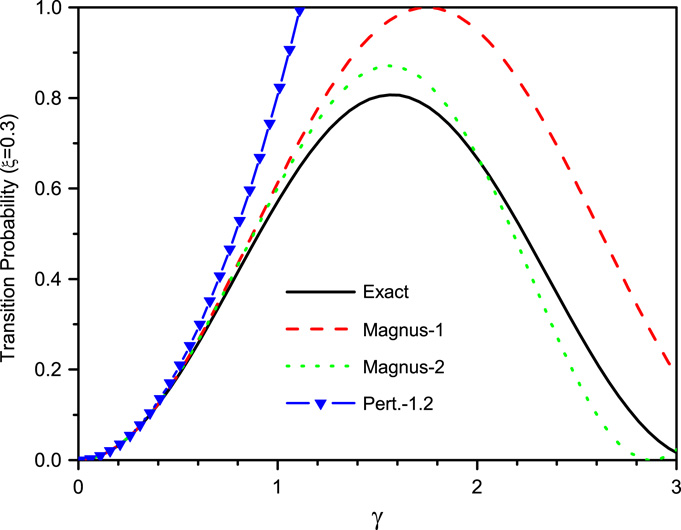 1.0
0.8
0.6
0.4
0.2
0.0
Transition Probability (ξ=0.3)
Exact
Magnus-1
Magnus-2
Pert.-1.2
0
1
2
3
γ